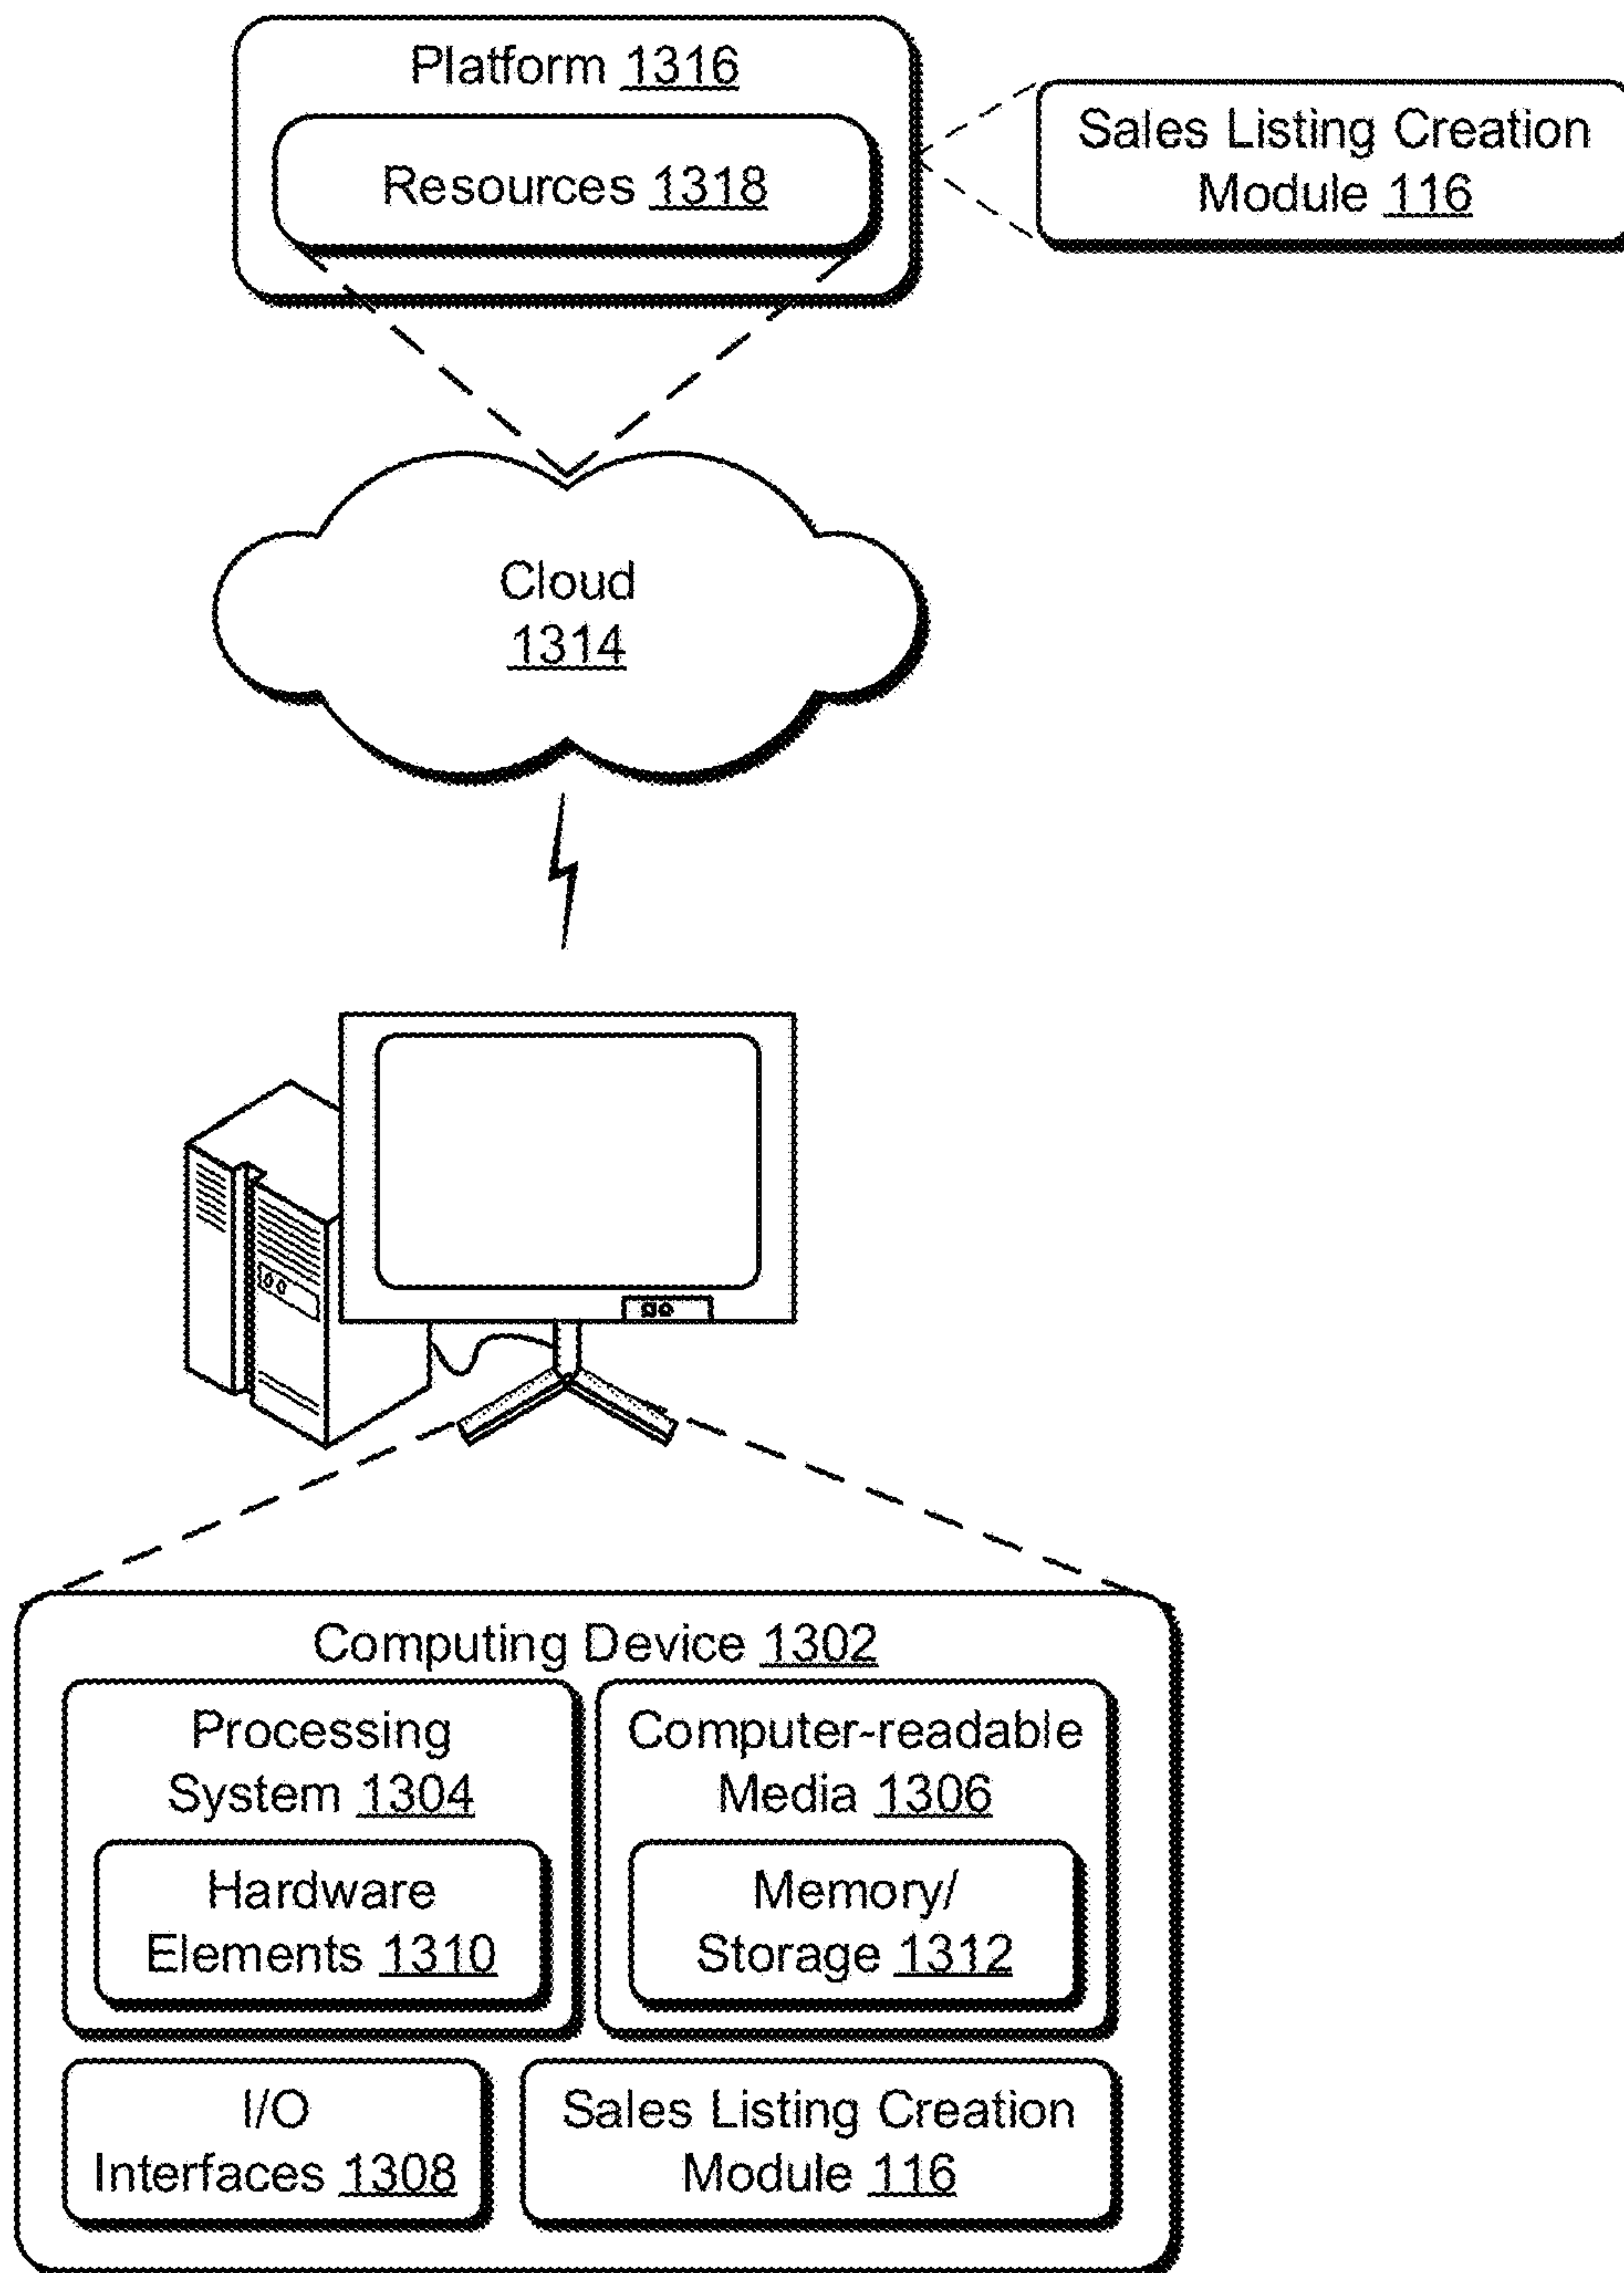 Platform 1316
Resources 1318
Sales Listing Creation
Module 116
Cloud
1314
Computing Device 1302
Processing
System 1304
Hardware
Elements 1310
Computer-readable
Media 1306
Memory/
Storage 1312
I/O
Interfaces 1308
Sales Listing Creation
Module 116